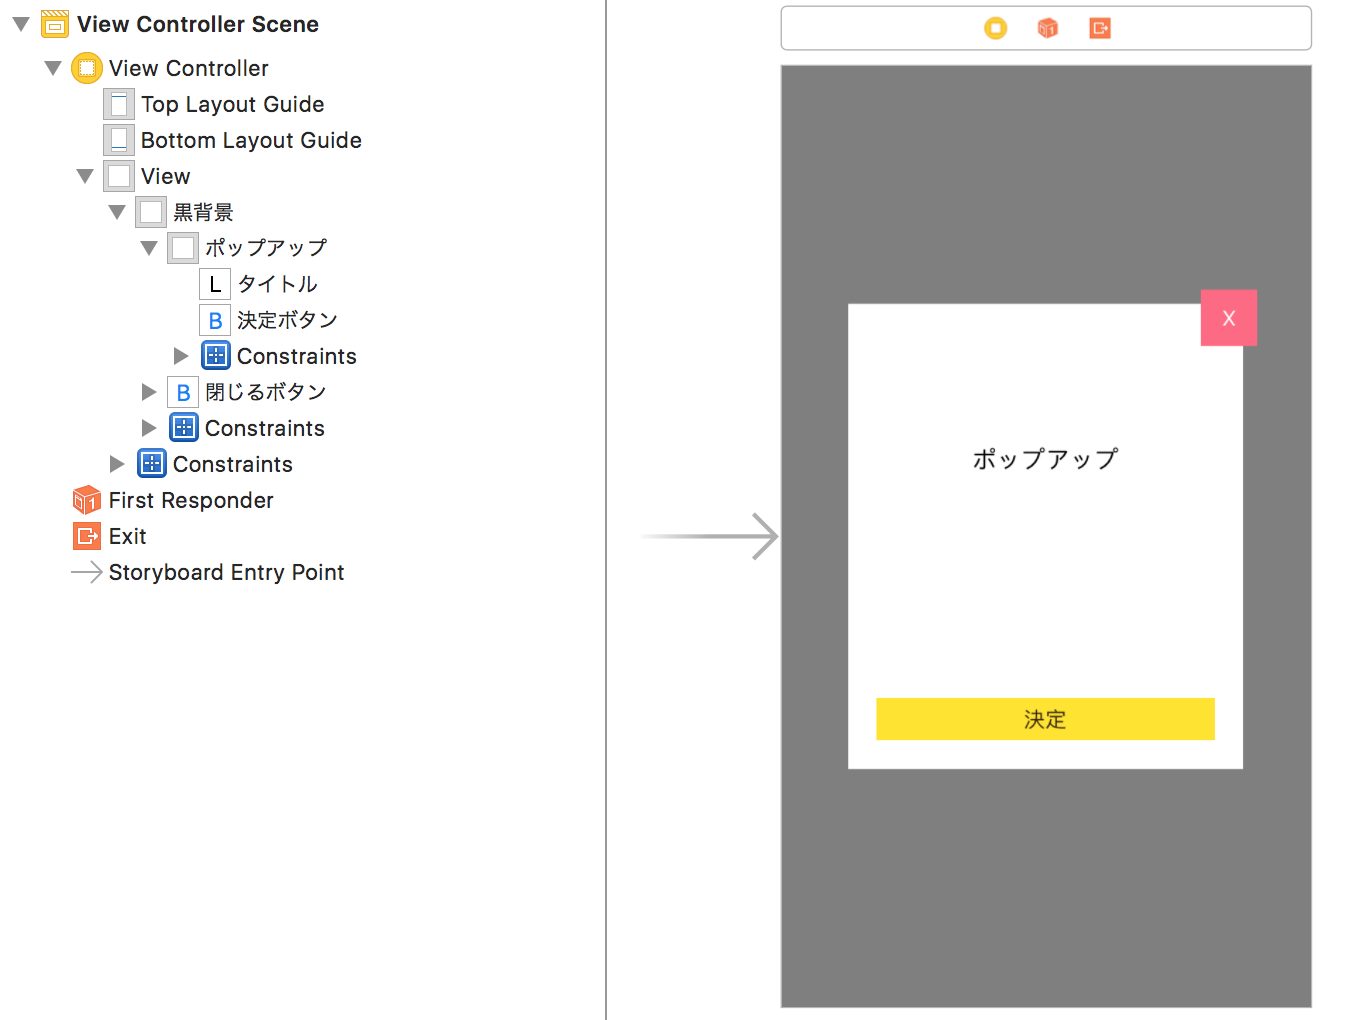 View Controller Scene
View Controller
Top Layout Guide
Bottom Layout Guide
View
黒背景
ポップアップ
L タイトル
B 決定ボタン
Constraints
B 閉じるボタン
Constraints
Constraints
1 First Responder
Exit
Storyboard Entry Point
1
X
ポップアップ
決定